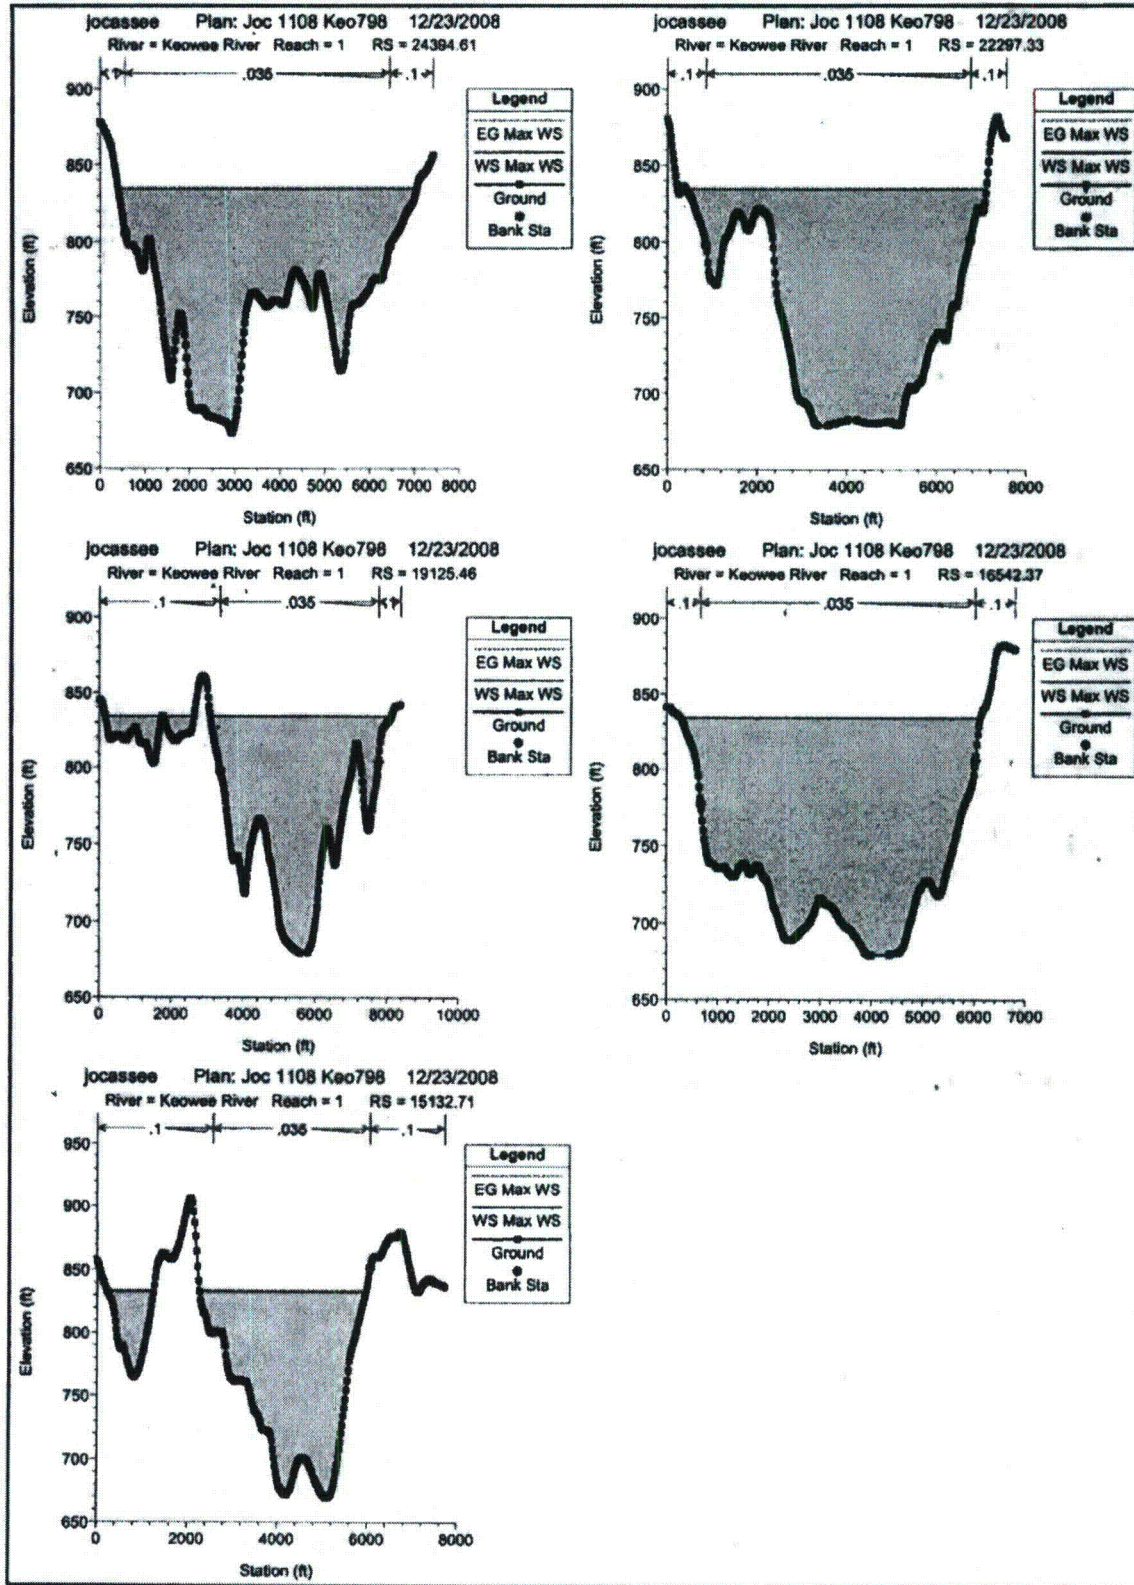 jocassee Plan: Joc 1108 Keo798 12/23/2008
River = Keowee River Reach = 1 RS = 24394.61
.1 .035 .1
Legend
EG Max WS
WS Max WS
Ground
Bank Sta
900
850
800
750
700
650
Elevation (ft)
0 1000 2000 3000 4000 5000 6000 7000 8000
Station (ft)
jocassee Plan: Joc 1108 Keo798 12/23/2008
River = Keowee River Reach = 1 RS = 22297.33
.1 .035 .1
Legend
EG Max WS
WS Max WS
Ground
Bank Sta
900
850
800
750
700
650
Elevation (ft)
0 2000 4000 6000 8000
Station (ft)
jocassee Plan: Joc 1108 Keo798 12/23/2008
River = Keowee River Reach = 1 RS = 19125.46
.1 .035 .1
Legend
EG Max WS
WS Max WS
Ground
Bank Sta
900
850
800
750
700
650
Elevation (ft)
0 2000 4000 6000 8000 10000
Station (ft)
jocassee Plan: Joc 1108 Keo798 12/23/2008
River = Keowee River Reach = 1 RS = 16542.37
.1 .035 .1
Legend
EG Max WS
WS Max WS
Ground
Bank Sta
900
850
800
750
700
650
Elevation (ft)
0 1000 2000 3000 4000 5000 6000 7000
Station (ft)
jocassee Plan: Joc 1108 Keo798 12/23/2008
River = Keowee River Reach = 1 RS = 15132.71
.1 .035 .1
Legend
EG Max WS
WS Max WS
Ground
Bank Sta
950
900
850
800
750
700
650
Elevation (ft)
0 2000 4000 6000 8000
Station (ft)